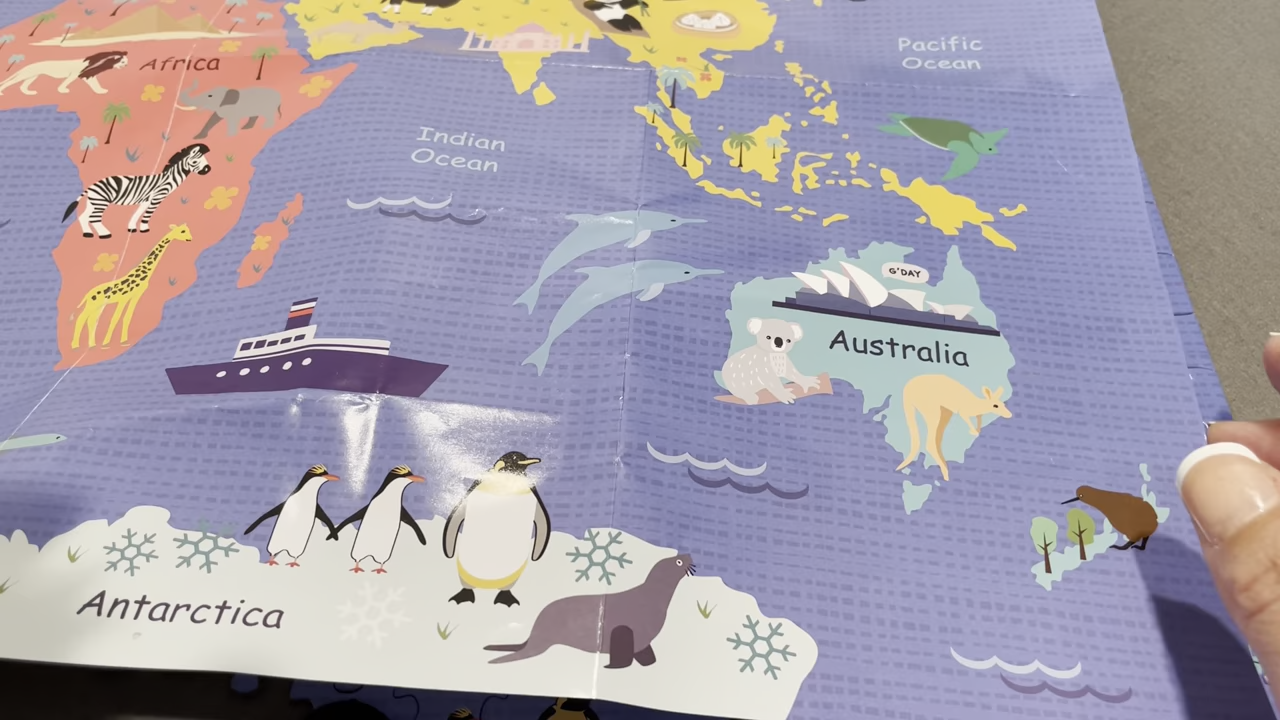 Africa
Pacific
Ocean
Indian
Ocean
G'DAY
Australia
Antarctica